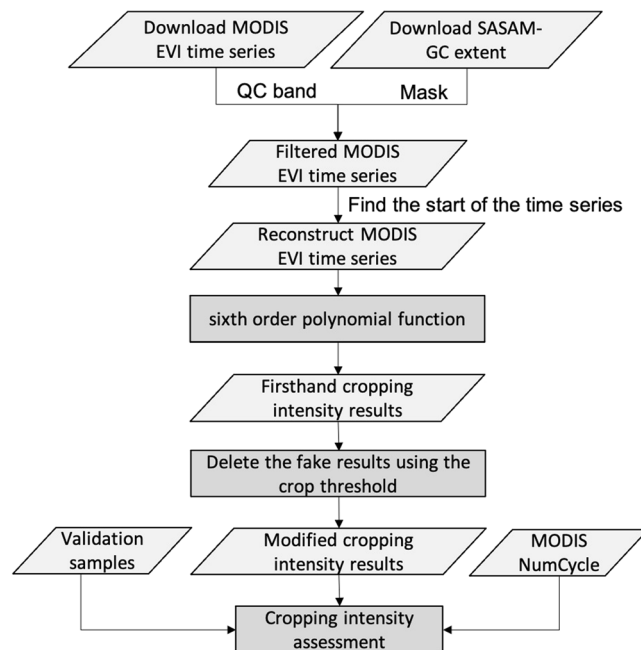 Download MODIS
EVI time series
Download SASAM-
GC extent
QC band
Mask
Filtered MODIS
EVI time series
Find the start of the time series
Reconstruct MODIS
EVI time series
sixth order polynomial function
Firsthand cropping
intensity results
Delete the fake results using the
crop threshold
Validation
samples
Modified cropping
intensity results
MODIS
NumCycle
Cropping intensity
assessment